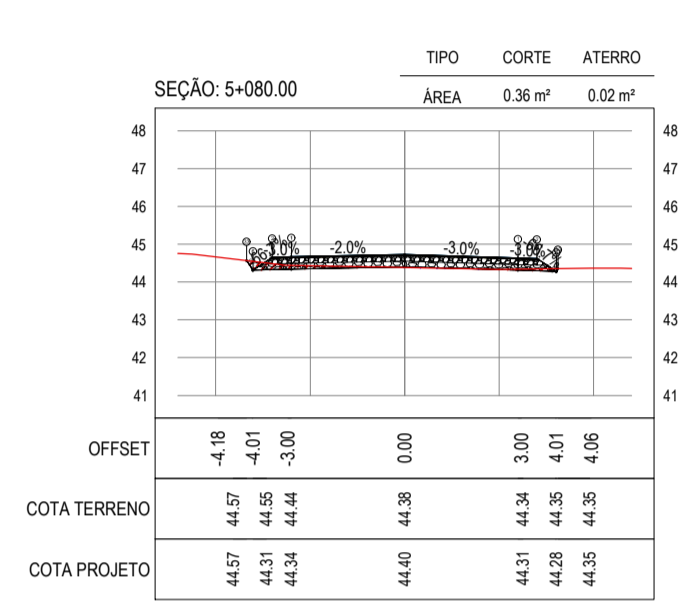 TIPO CORTE ATERRO
SEÇÃO: 5+080.00
ÁREA 0.36 m² 0.02 m²
48 48
47 47
46 46
45 -3.0% -2.0% -3.0% -3.0% 45
44 44
43 43
42 42
41 41
OFFSET -4.18 -4.01 -3.00 0.00 3.00 4.01 4.06
COTA TERRENO 44.57 44.55 44.44 44.38 44.34 44.35 44.35
COTA PROJETO 44.57 44.31 44.34 44.40 44.31 44.28 44.35